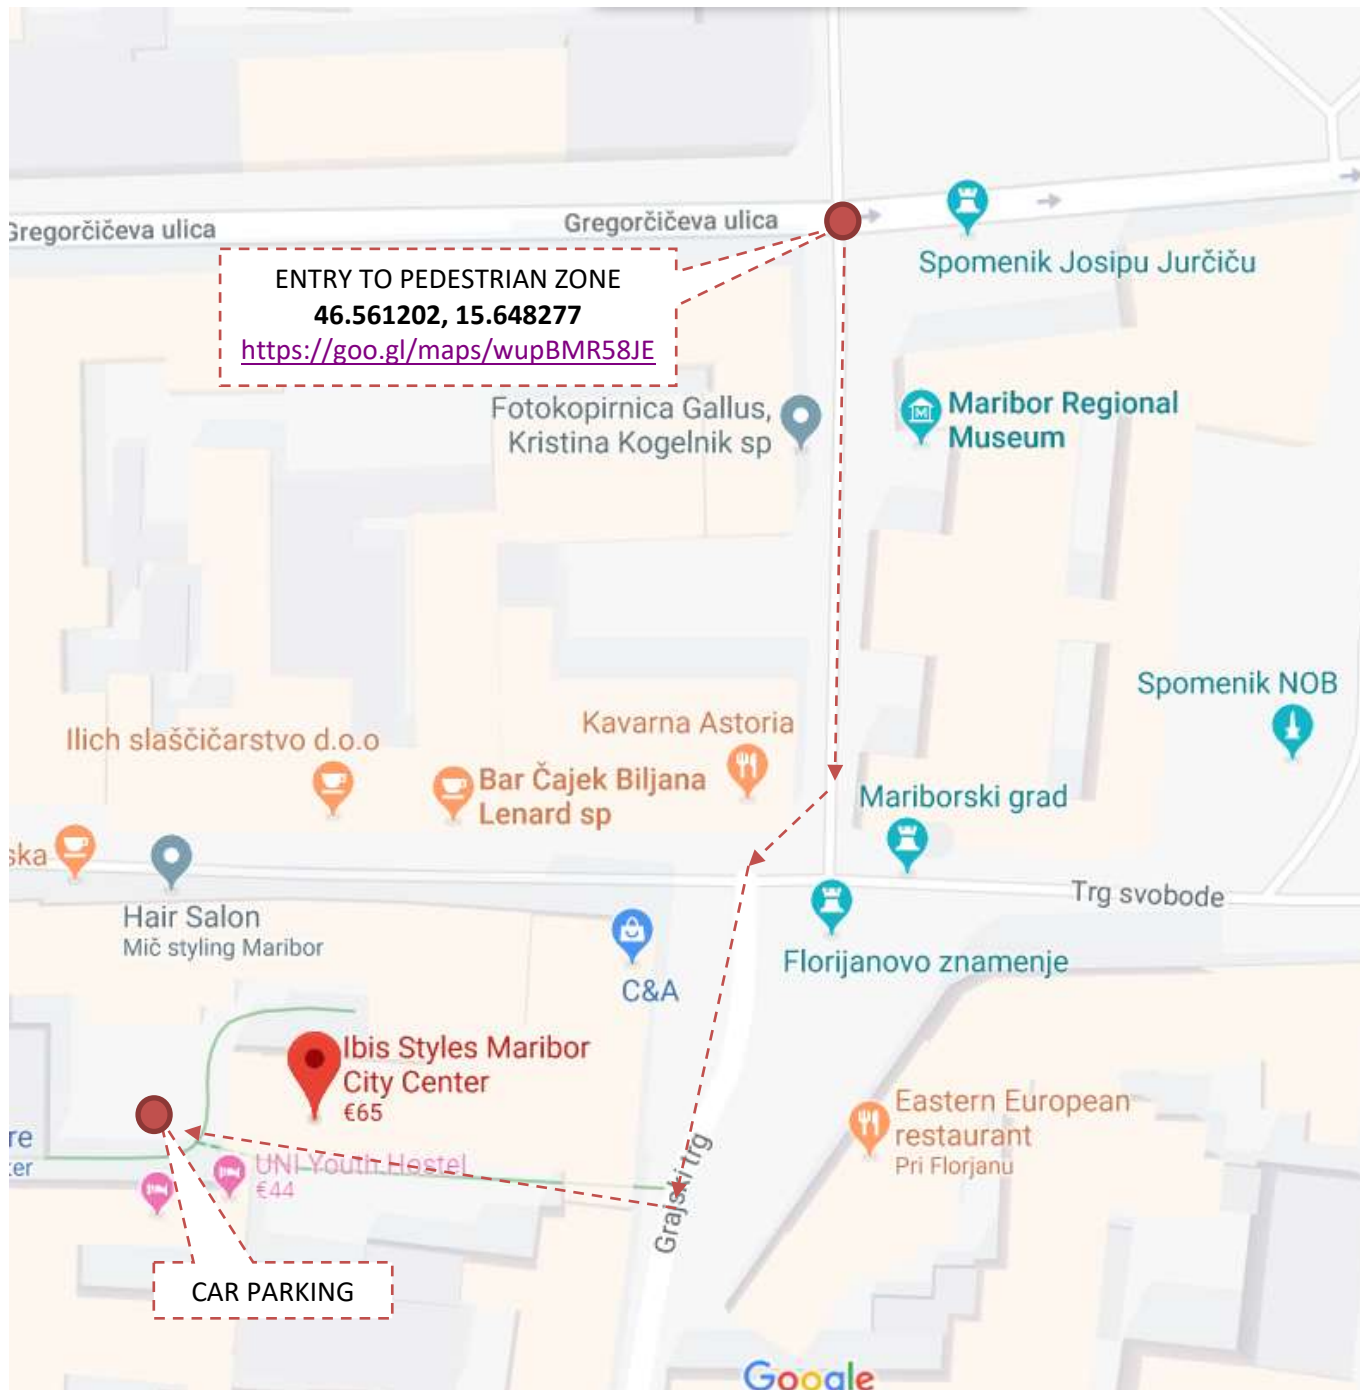 Gregorčičeva ulica
Gregorčičeva ulica
Spomenik Josipu Jurčiču
ENTRY TO PEDESTRIAN ZONE
46.561202, 15.648277
https://goo.gl/maps/wupBMR58JE
Fotokopirnica Gallus,
Kristina Kogelnik sp
Maribor Regional
Museum
Spomenik NOB
Kavarna Astoria
Ilich slaščičarstvo d.o.o
Bar Čajek Biljana
Lenard sp
Mariborski grad
ska
Trg svobode
Hair Salon
Mič styling Maribor
Florijanovo znamenje
C&A
Ibis Styles Maribor
City Center
€65
Eastern European
restaurant
Pri Florjanu
re
ter
UNI Youth Hostel
€44
Grajski trg
CAR PARKING
Google